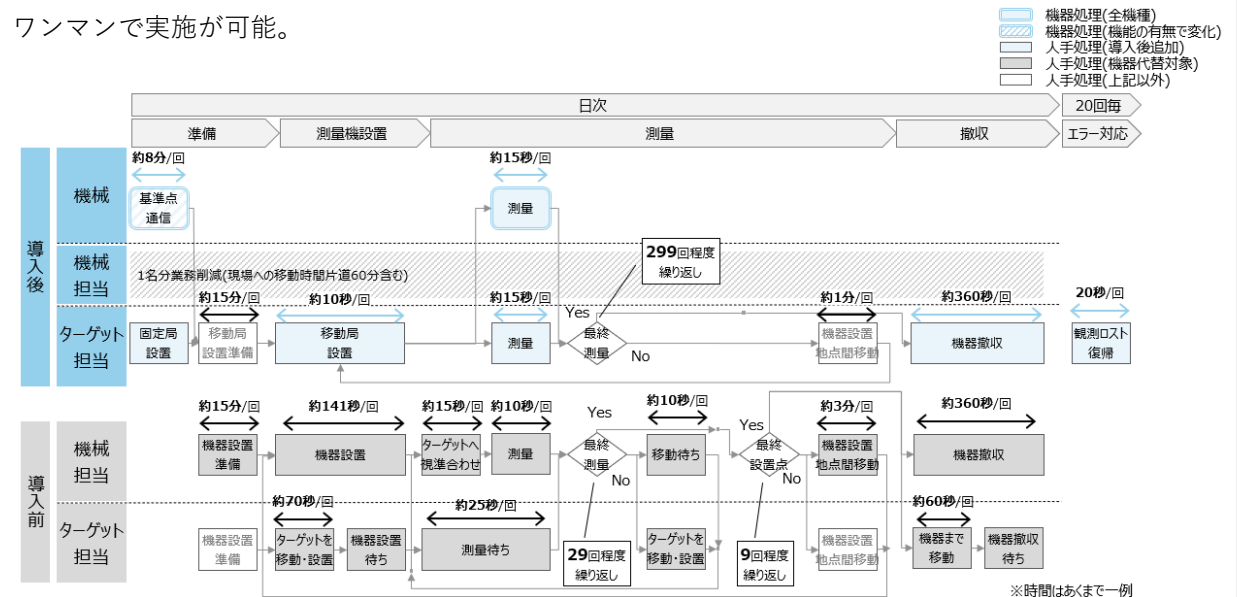 ワンマンで実施が可能。
機器処理(全機種)
機器処理(機能の有無で変化)
人手処理(導入後追加)
人手処理(機器代替対象)
人手処理(上記以外)
日次
20回毎
準備
測量機設置
測量
撤収
エラー対応
導入後
機械
約8分/回
基準点
通信
約15秒/回
測量
機械
担当
1名分業務削減(現場への移動時間片道60分含む)
299回程度
繰り返し
ターゲット
担当
固定局
設置
約15分/回
移動局
設置準備
約10秒/回
移動局
設置
約15秒/回
測量
Yes
最終
測量
No
約1分/回
機器設置
地点間移動
約360秒/回
機器撤収
20秒/回
観測ロスト
復帰
導入前
機械
担当
約15分/回
機器設置
準備
約141秒/回
機器設置
約15秒/回
ターゲットへ
視準合わせ
約10秒/回
測量
Yes
最終
測量
No
約10秒/回
移動待ち
Yes
最終
設置点
No
約3分/回
機器設置
地点間移動
約360秒/回
機器撤収
ターゲット
担当
機器設置
準備
約70秒/回
ターゲットを
移動・設置
機器設置
待ち
約25秒/回
測量待ち
29回程度
繰り返し
ターゲットを
移動・設置
9回程度
繰り返し
機器設置
地点間移動
約60秒/回
機器まで
移動
機器撤収
待ち
※時間はあくまで一例